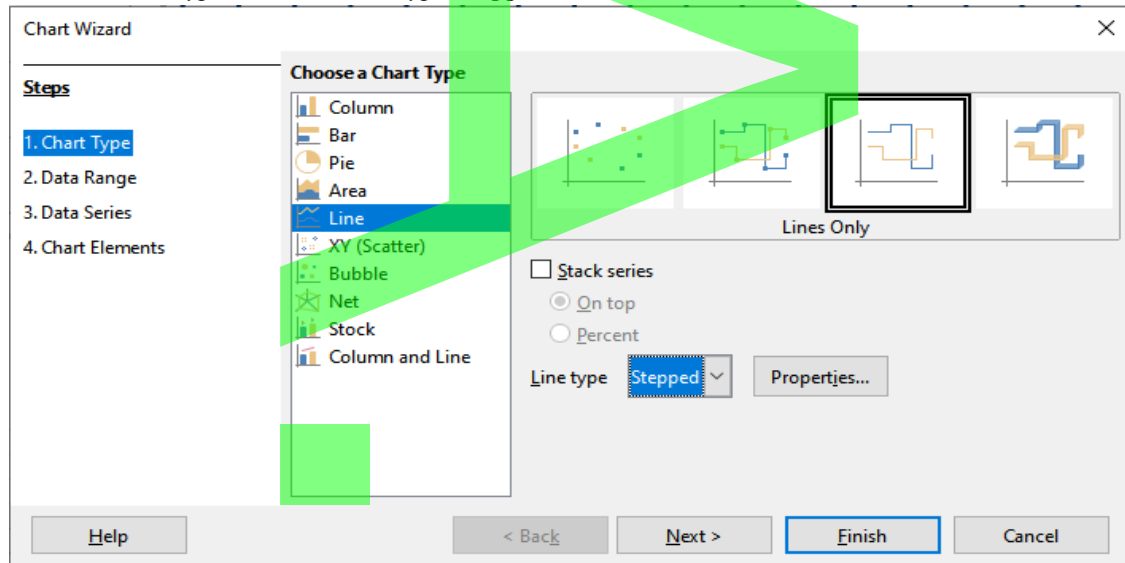 Chart Wizard
Steps
1. Chart Type
2. Data Range
3. Data Series
4. Chart Elements
Choose a Chart Type
Column
Bar
Pie
Area
Line
XY (Scatter)
Bubble
Net
Stock
Column and Line
Lines Only
Stack series
On top
Percent
Line type Stepped Properties...
Help < Back Next > Finish Cancel